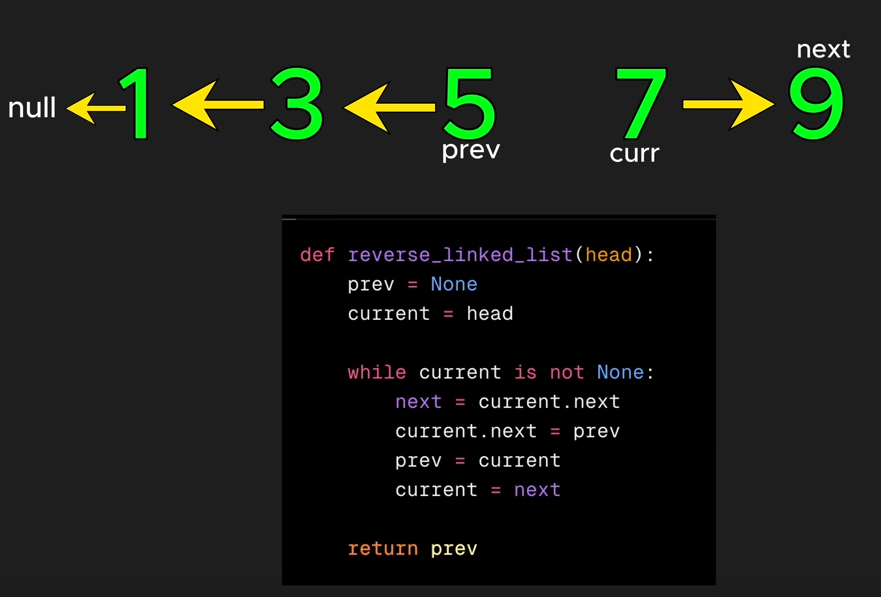 next
null 1 3 5 7 9
prev curr
def reverse_linked_list(head):
    prev = None
    current = head

    while current is not None:
        next = current.next
        current.next = prev
        prev = current
        current = next

    return prev